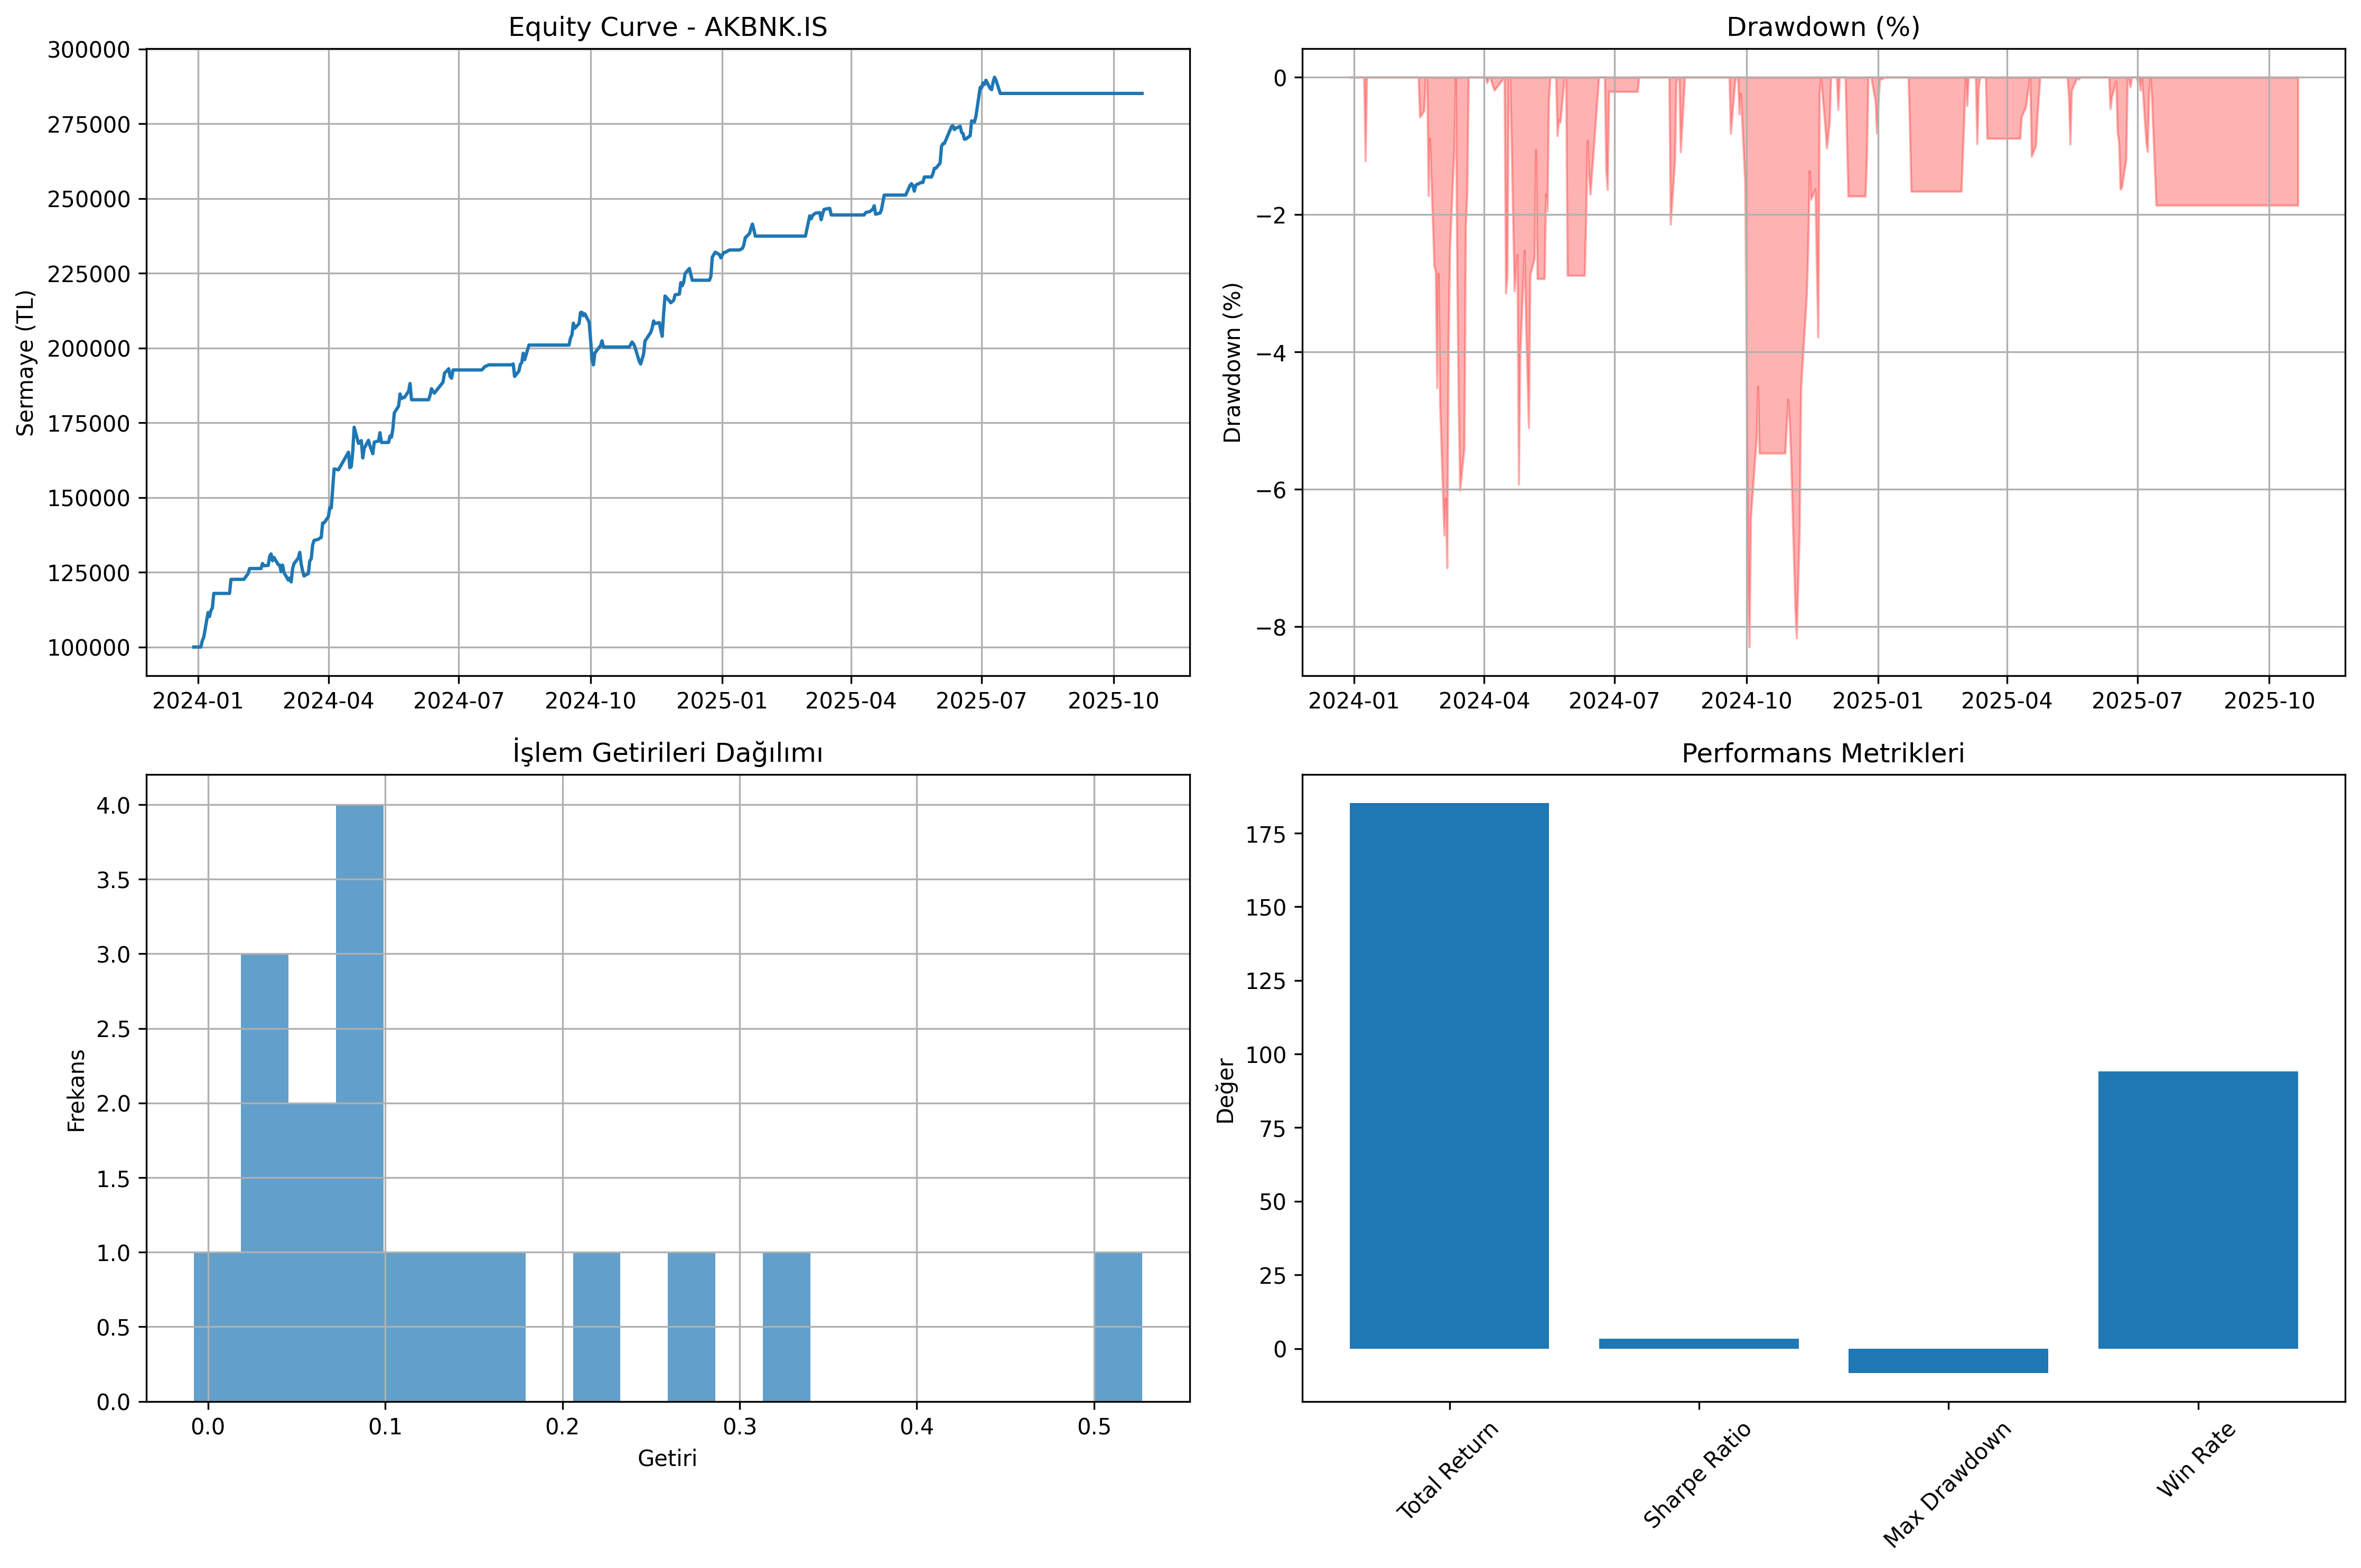 Equity Curve - AKBNK.IS
Sermaye (TL)
300000
275000
250000
225000
200000
175000
150000
125000
100000
2024-01 2024-04 2024-07 2024-10 2025-01 2025-04 2025-07 2025-10
Drawdown (%)
Drawdown (%)
0
−2
−4
−6
−8
2024-01 2024-04 2024-07 2024-10 2025-01 2025-04 2025-07 2025-10
İşlem Getirileri Dağılımı
Frekans
4.0
3.5
3.0
2.5
2.0
1.5
1.0
0.5
0.0
0.0 0.1 0.2 0.3 0.4 0.5
Getiri
Performans Metrikleri
Değer
175
150
125
100
75
50
25
0
Total Return
Sharpe Ratio
Max Drawdown
Win Rate